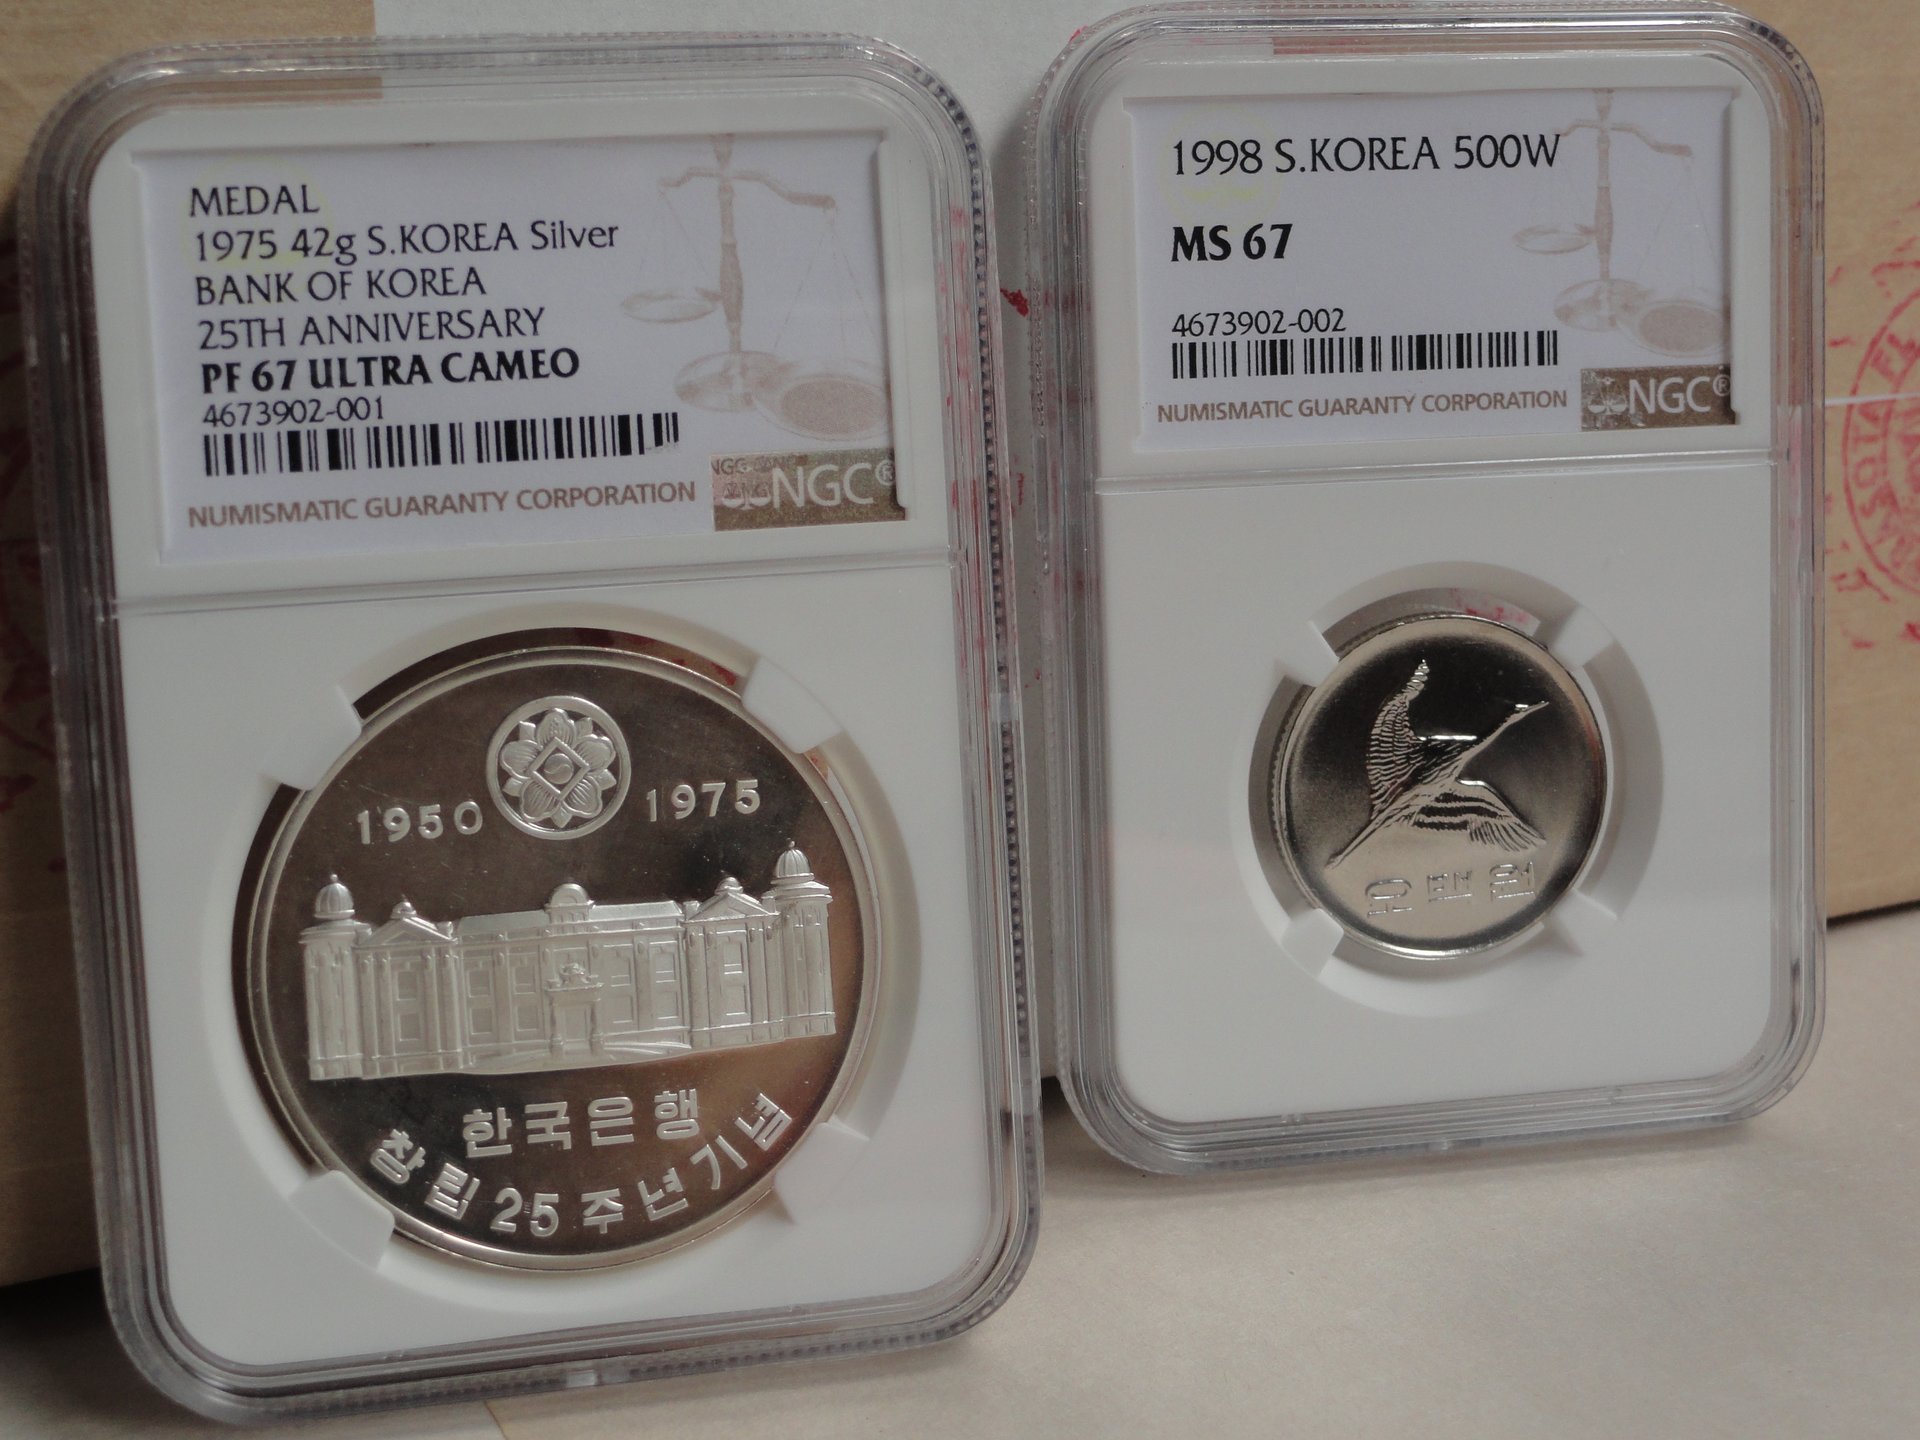 MEDAL
1975 42g S.KOREA Silver
BANK OF KOREA
25TH ANNIVERSARY
PF 67 ULTRA CAMEO
4673902-001
NUMISMATIC GUARANTY CORPORATION
NGC®
1950 1975
한국은행
창립 25 주년기념
1998 S.KOREA 500W
MS 67
4673902-002
NUMISMATIC GUARANTY CORPORATION
NGC®
오백원